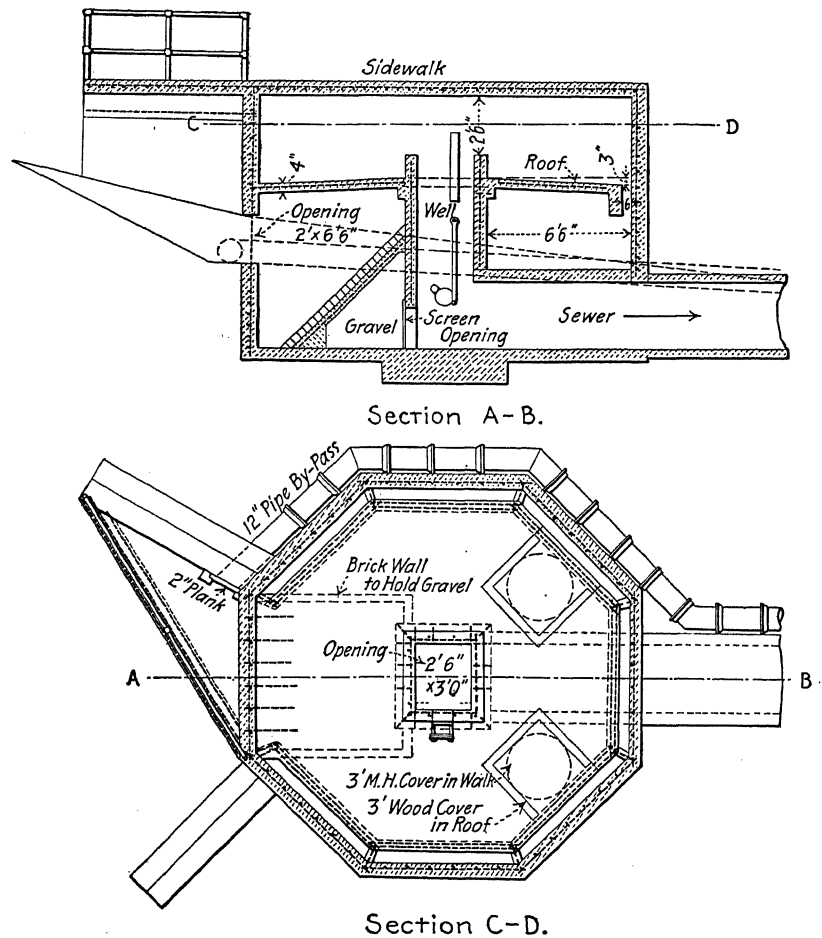 Sidewalk
C
D
2'6"
3"
4"
Roof
6"
Opening
2'x6'6"
Well
6'6"
Gravel
Screen
Opening
Sewer
Section A-B.
12" Pipe By-Pass
2" Plank
Brick Wall
to Hold Gravel
Opening
2'6"
x3'0"
A
B
3' M.H. Cover in Walk
3' Wood Cover
in Roof
Section C-D.